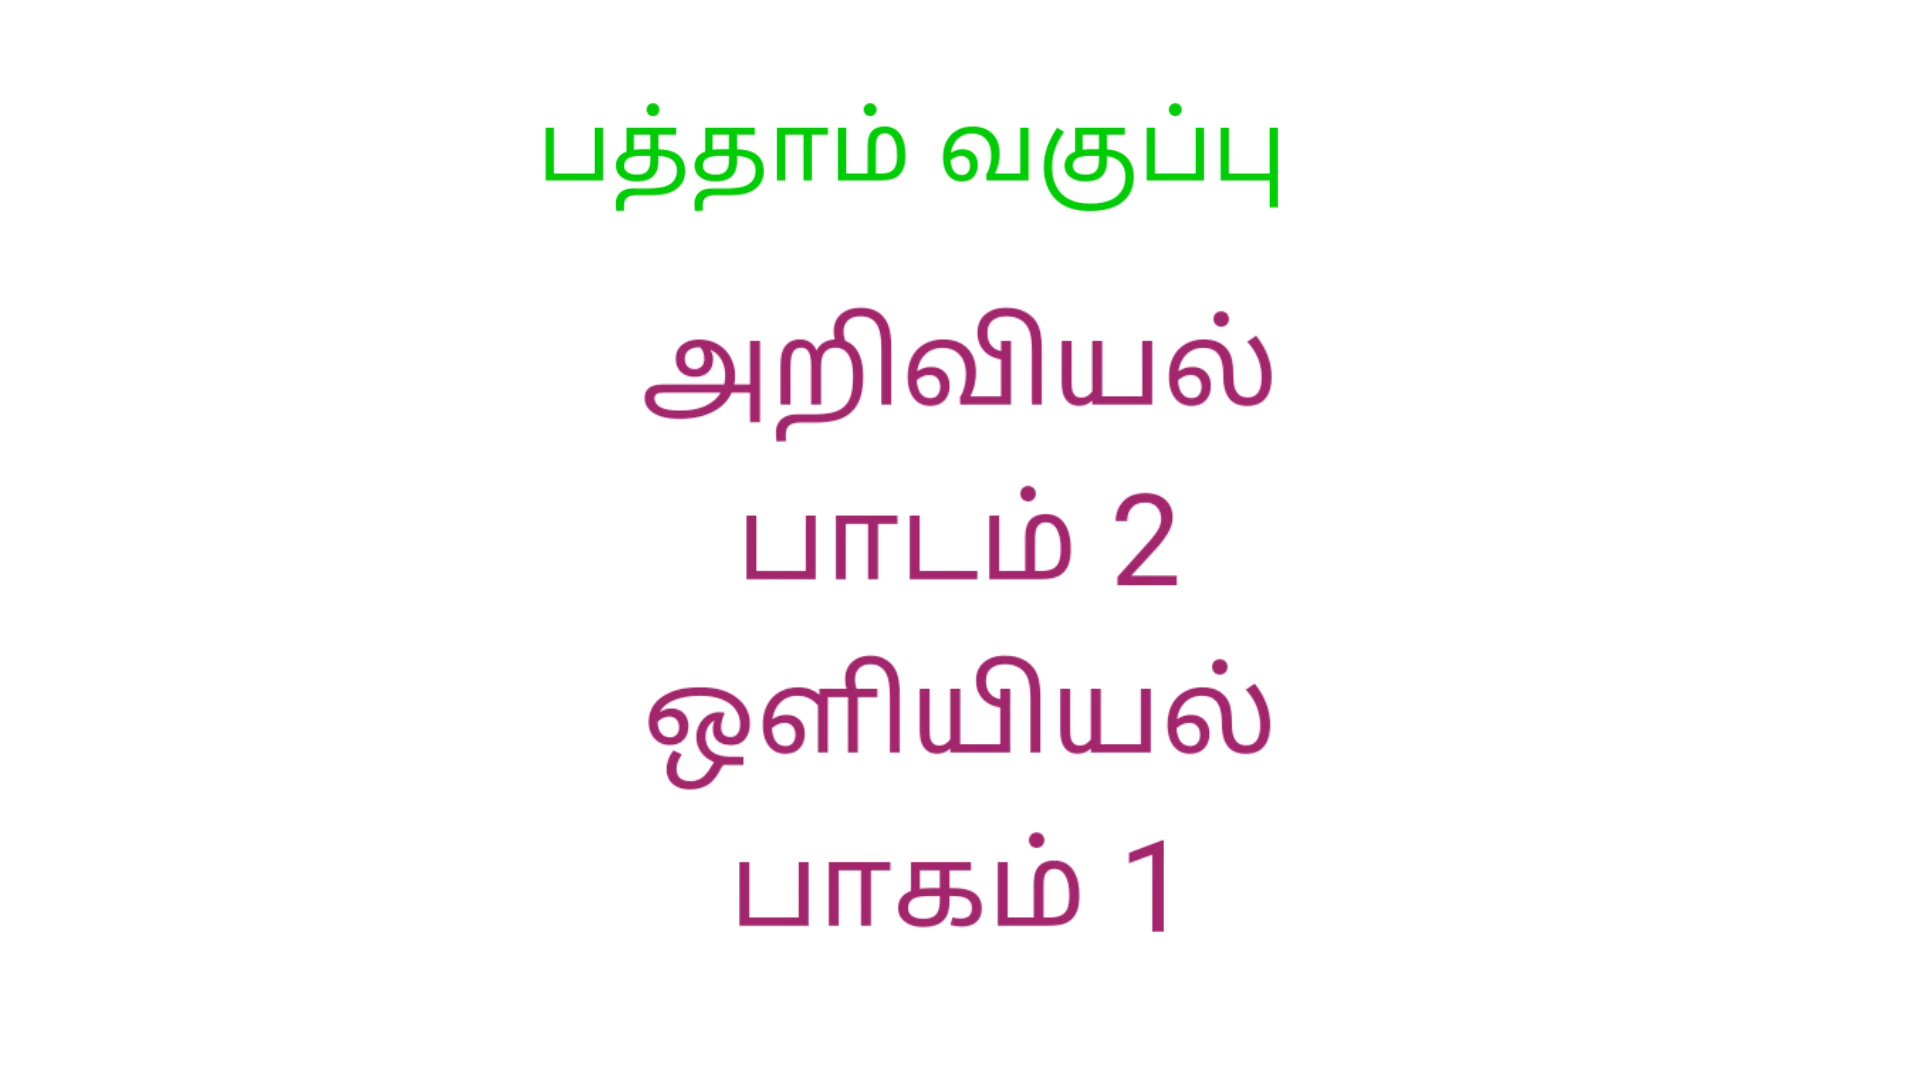 பத்தாம் வகுப்பு
அறிவியல்
பாடம் 2
ஒளியியல்
பாகம் 1